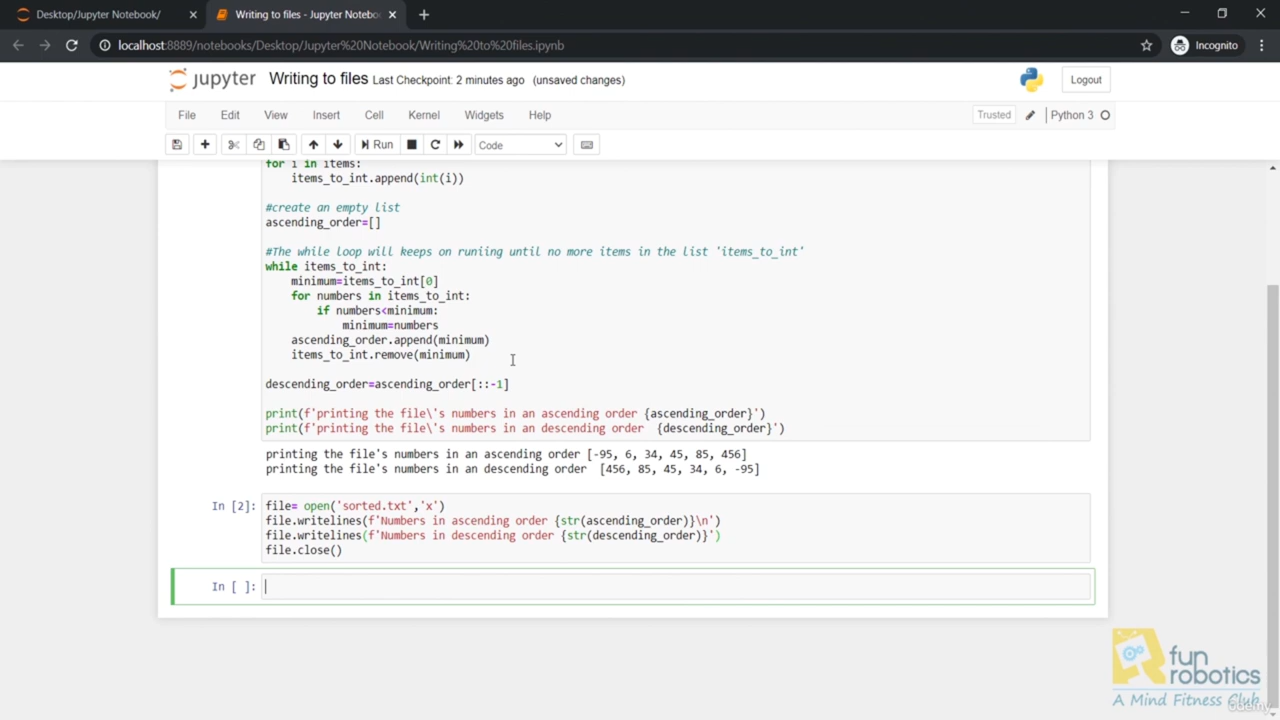 Desktop/Jupyter Notebook/
Writing to files - Jupyter Noteboo
localhost:8889/notebooks/Desktop/Jupyter%20Notebook/Writing%20to%20files.ipynb
Incognito
jupyter Writing to files Last Checkpoint: 2 minutes ago (unsaved changes)
Logout
File Edit View Insert Cell Kernel Widgets Help
Trusted Python 3
Run Code
for i in items:
items_to_int.append(int(i))
#create an empty list
ascending_order=[]
#The while loop will keeps on runiing until no more items in the list 'items_to_int'
while items_to_int:
minimum=items_to_int[0]
for numbers in items_to_int:
if numbers<minimum:
minimum=numbers
ascending_order.append(minimum)
items_to_int.remove(minimum)
descending_order=ascending_order[::-1]
print(f'printing the file\'s numbers in an ascending order {ascending_order}')
print(f'printing the file\'s numbers in an descending order  {descending_order}')
printing the file's numbers in an ascending order [-95, 6, 34, 45, 85, 456]
printing the file's numbers in an descending order  [456, 85, 45, 34, 6, -95]
In [2]: file= open('sorted.txt','x')
file.writelines(f'Numbers in ascending order {str(ascending_order)}\n')
file.writelines(f'Numbers in descending order {str(descending_order)}')
file.close()
In [ ]:
fun
robotics
A Mind Fitness Club
udemy